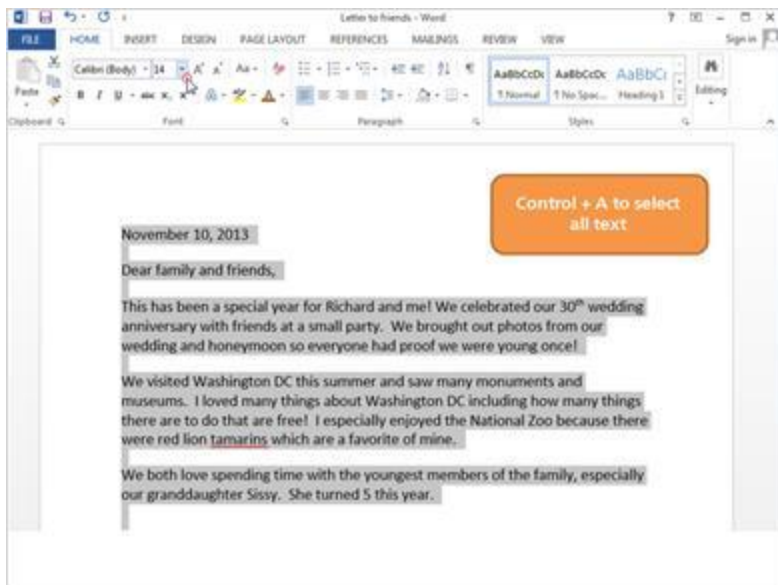 Letter to friends - Word
FILE HOME INSERT DESIGN PAGE LAYOUT REFERENCES MAILINGS REVIEW VIEW Sign in
Calibri (Body) 14 Aa
Paste B I U abc x, x A AaBbCcDc AaBbCcDc AaBbCc Editing
¶ Normal ¶ No Spac... Heading 1
Clipboard Font Paragraph Styles
Control + A to select
all text
November 10, 2013
Dear family and friends,
This has been a special year for Richard and me! We celebrated our 30th wedding
anniversary with friends at a small party. We brought out photos from our
wedding and honeymoon so everyone had proof we were young once!
We visited Washington DC this summer and saw many monuments and
museums. I loved many things about Washington DC including how many things
there are to do that are free! I especially enjoyed the National Zoo because there
were red lion tamarins which are a favorite of mine.
We both love spending time with the youngest members of the family, especially
our granddaughter Sissy. She turned 5 this year.